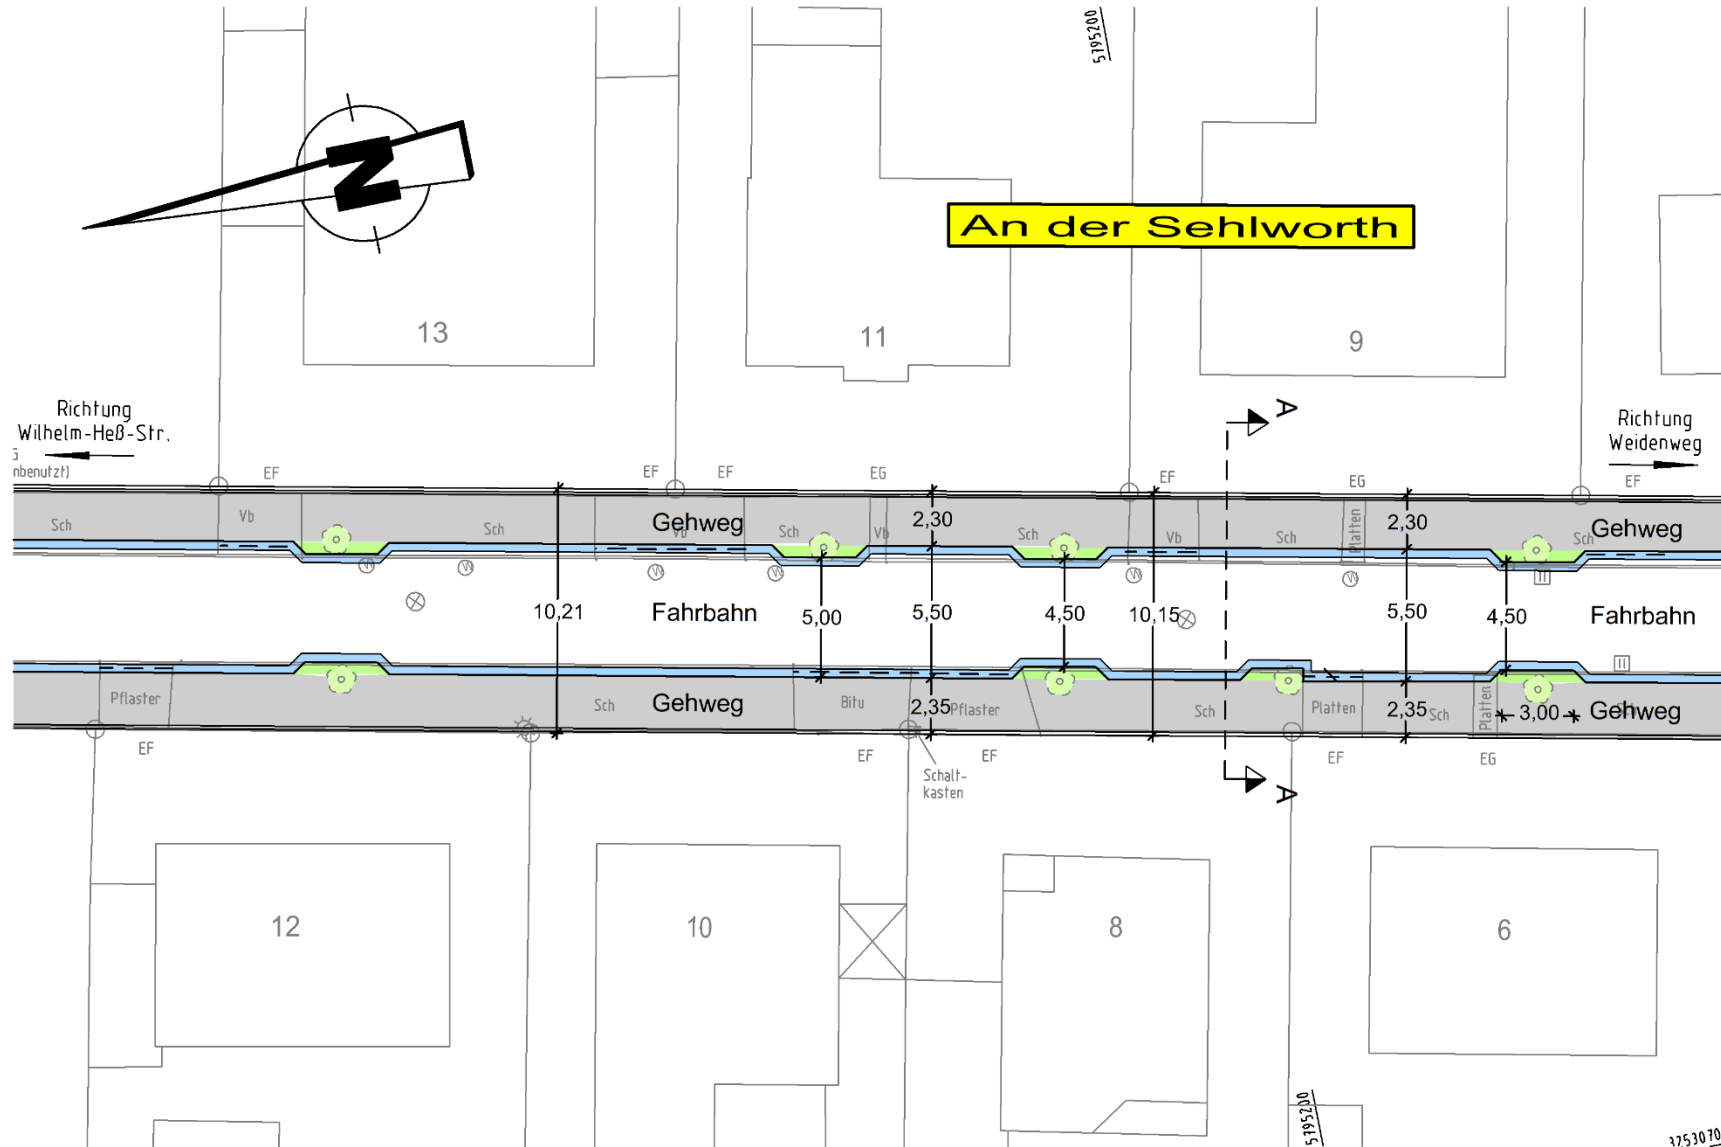 5795200
N
An der Sehlworth
13
11
9
Richtung
Wilhelm-Heß-Str.
nbenutzt)
Richtung
Weidenweg
A
EF
EF
EF
EG
EF
EG
EF
Sch
Vb
Sch
Gehweg
Vb
Sch
Vb
2,30
Sch
Vb
Sch
Platten
2,30
Sch
Gehweg
10,21
Fahrbahn
5,00
5,50
4,50
10,15
5,50
4,50
Fahrbahn
Pflaster
Sch
Gehweg
Bitu
2,35
Pflaster
Sch
Platten
2,35
Sch
Platten
3,00
Gehweg
EF
EF
EF
EF
EG
Schalt-
kasten
A
12
10
8
6
5795200
3253070